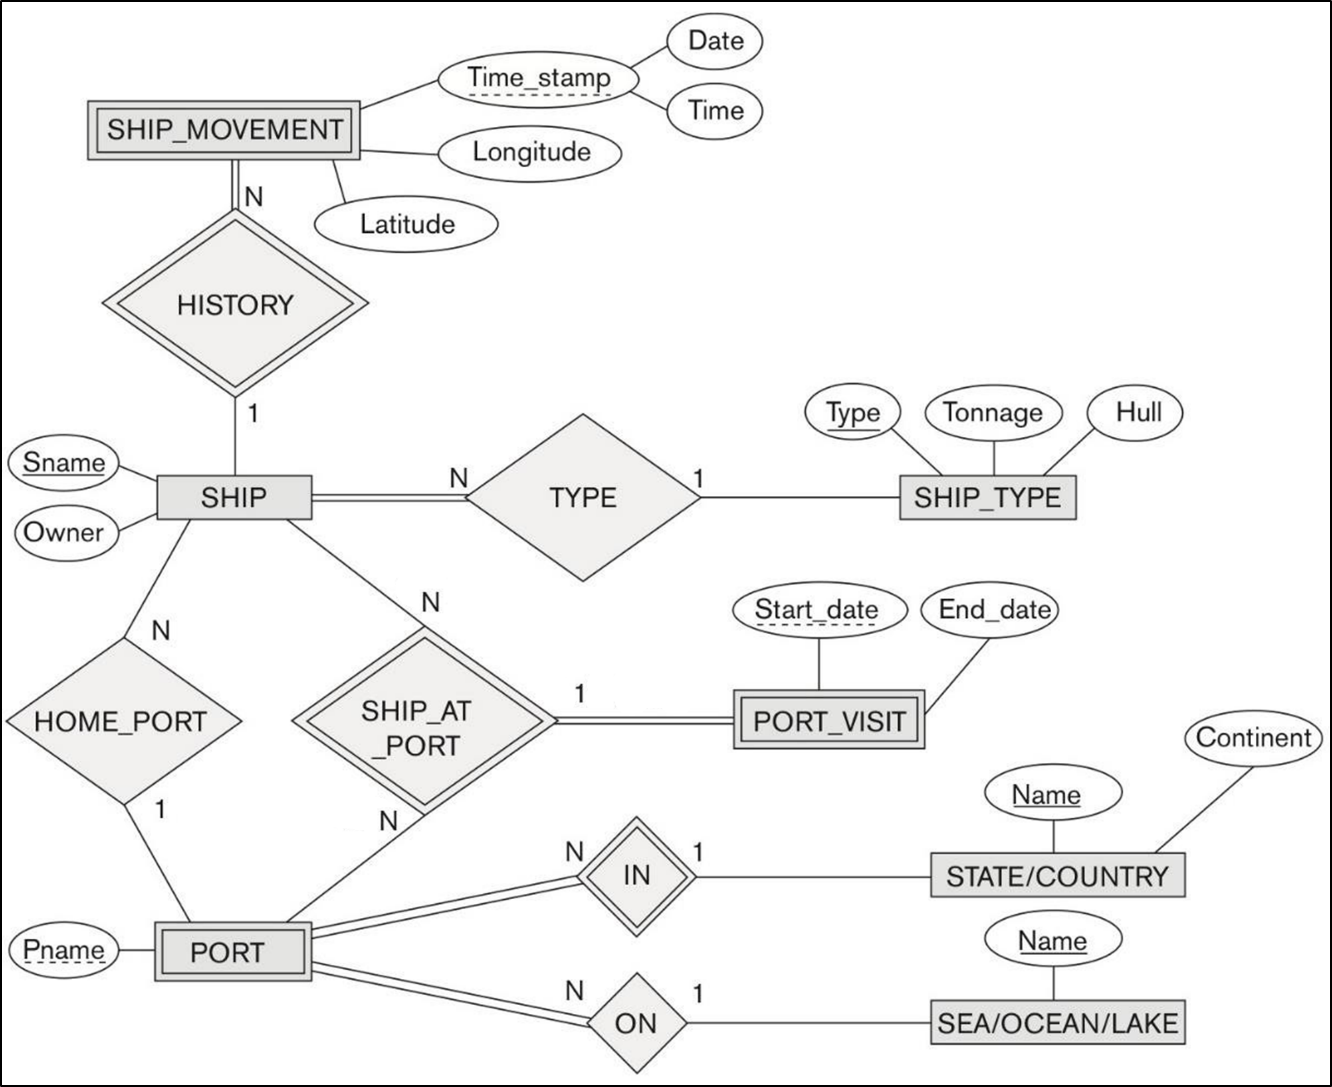 Date
Time_stamp
Time
SHIP_MOVEMENT
Longitude
N
Latitude
HISTORY
1
Type
Tonnage
Hull
Sname
SHIP
N
TYPE
1
SHIP_TYPE
Owner
N
Start_date
End_date
N
HOME_PORT
SHIP_AT
_PORT
1
PORT_VISIT
Continent
Name
1
N
N
IN
1
STATE/COUNTRY
Pname
PORT
Name
N
ON
1
SEA/OCEAN/LAKE